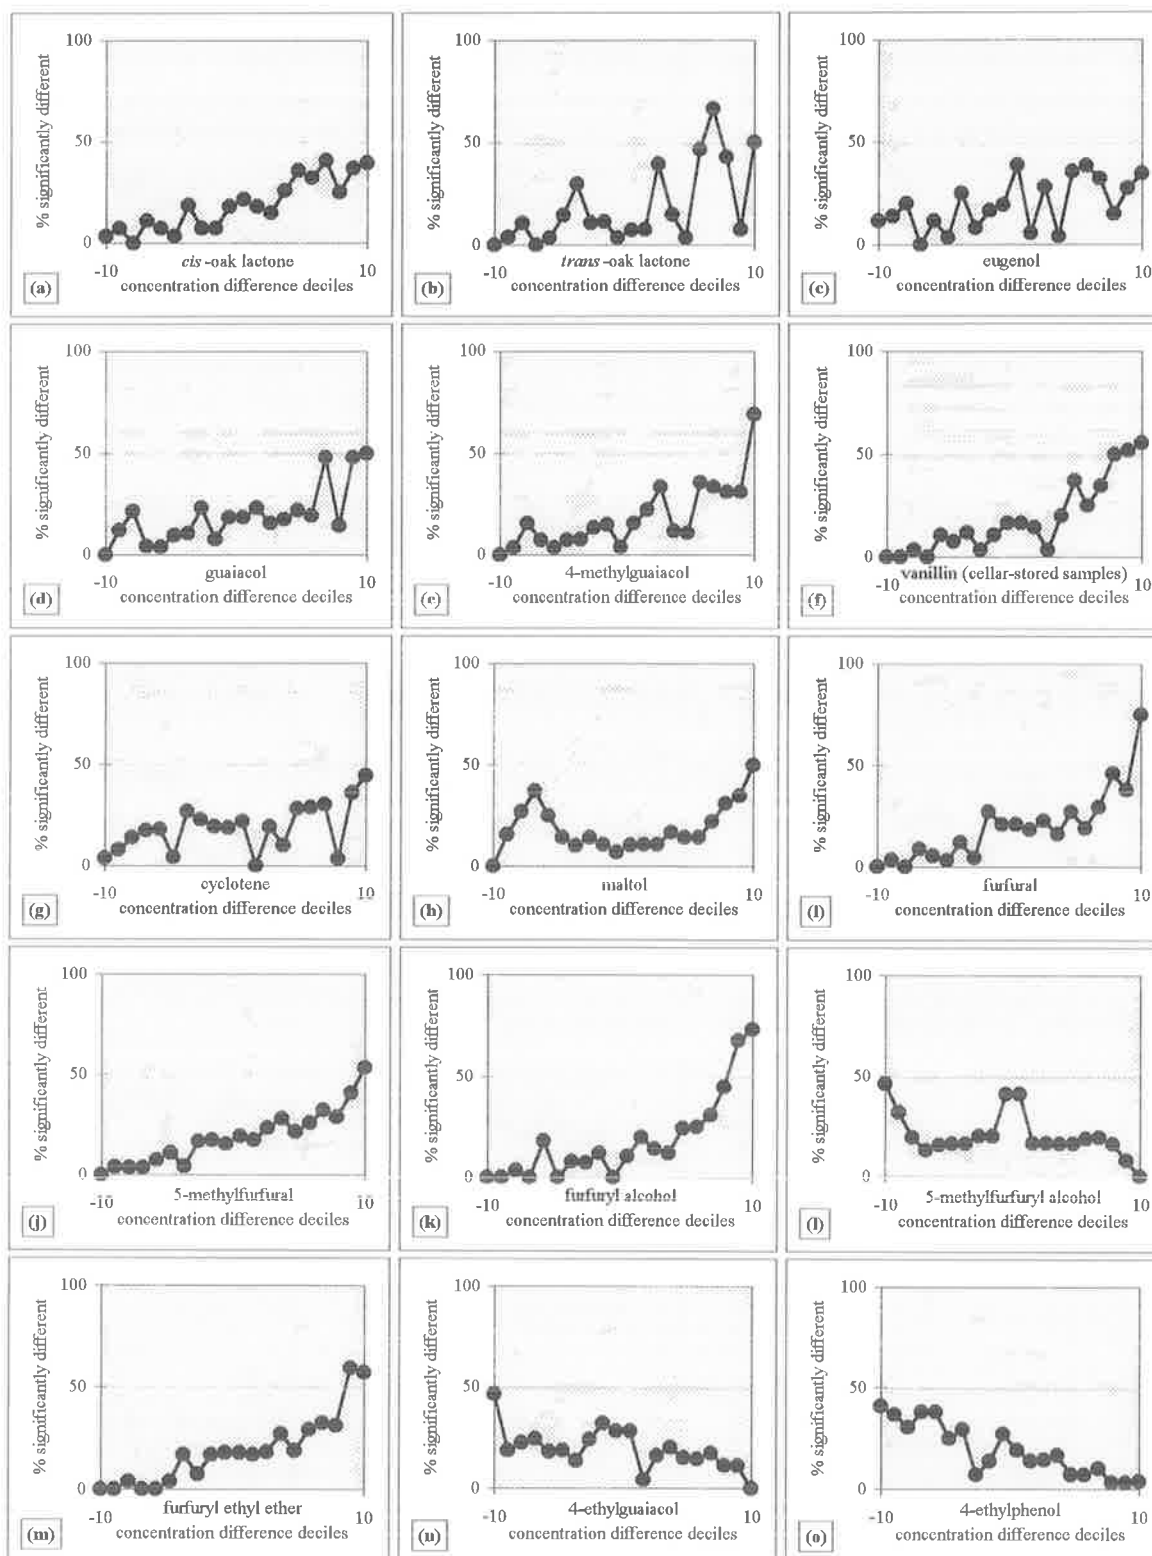 % significantly different
100
50
0
-10
10
cis -oak lactone
concentration difference deciles
(a)
% significantly different
100
50
0
-10
10
trans -oak lactone
concentration difference deciles
(b)
% significantly different
100
50
0
-10
10
eugenol
concentration difference deciles
(c)
% significantly different
100
50
0
-10
10
guaiacol
concentration difference deciles
(d)
% significantly different
100
50
0
-10
10
4-methylguaiacol
concentration difference deciles
(e)
% significantly different
100
50
0
-10
10
vanillin (cellar-stored samples)
concentration difference deciles
(f)
% significantly different
100
50
0
-10
10
cyclotene
concentration difference deciles
(g)
% significantly different
100
50
0
-10
10
maltol
concentration difference deciles
(h)
% significantly different
100
50
0
-10
10
furfural
concentration difference deciles
(i)
% significantly different
100
50
0
-10
10
5-methylfurfural
concentration difference deciles
(j)
% significantly different
100
50
0
-10
10
furfuryl alcohol
concentration difference deciles
(k)
% significantly different
100
50
0
-10
10
5-methylfurfuryl alcohol
concentration difference deciles
(l)
% significantly different
100
50
0
-10
10
furfuryl ethyl ether
concentration difference deciles
(m)
% significantly different
100
50
0
-10
10
4-ethylguaiacol
concentration difference deciles
(n)
% significantly different
100
50
0
-10
10
4-ethylphenol
concentration difference deciles
(o)